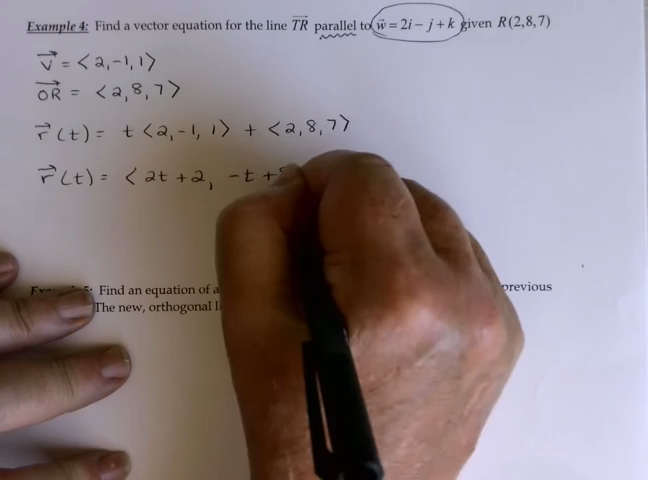 Example 4: Find a vector equation for the line TR parallel to w = 2i − j + k given R(2,8,7)
V = <2,-1,1>
OR = <2,8,7>
r(t) = t<2,-1,1> + <2,8,7>
r(t) = <2t+2, -t+
Find an equation of a previous
The new, orthogonal